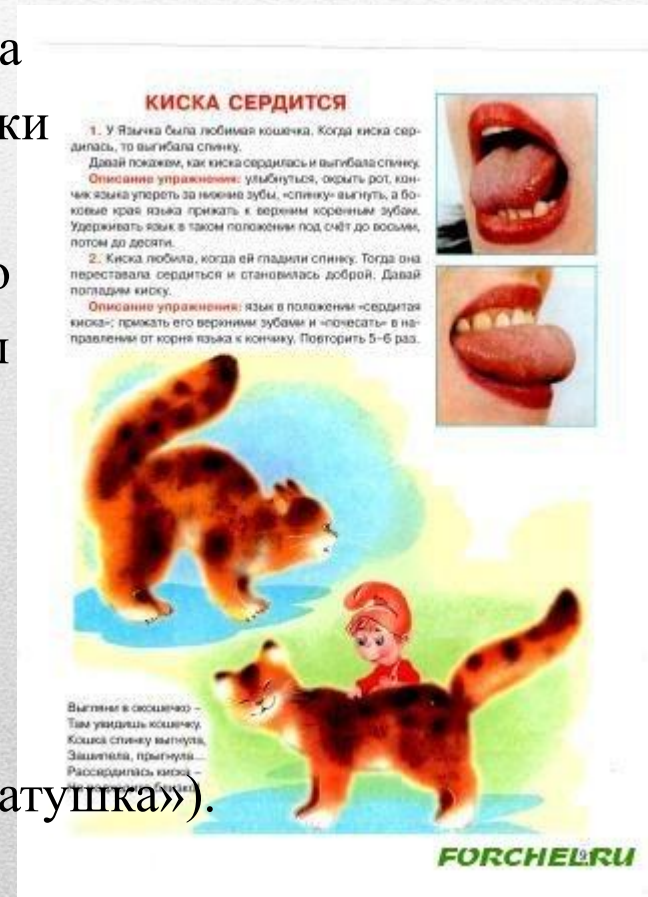 а
ки
о
ы
атушка»).
КИСКА СЕРДИТСЯ
1. У Язычка была любимая кошечка. Когда киска сер-
дилась, то выгибала спинку.
Давай покажем, как киска сердилась и выгибала спинку.
Описание упражнения: улыбнуться, окрыть рот, кон-
чик языка упереть за нижние зубы, «спинку» выгнуть, а бо-
ковые края языка прижать к верхним коренным зубам.
Удерживать язык в таком положении под счёт до восьми,
потом до десяти.
2. Киска любила, когда ей гладили спинку. Тогда она
переставала сердиться и становилась доброй. Давай
погладим киску.
Описание упражнения: язык в положении «сердитая
киска»; прижать его верхними зубами и «почесать» в на-
правлении от корня языка к кончику. Повторить 5–6 раз.
Выгляни в окошечко –
Там увидишь кошечку.
Кошка спинку выгнула,
Зашипела, прыгнула...
Рассердилась киска –
FORCHEL.RU